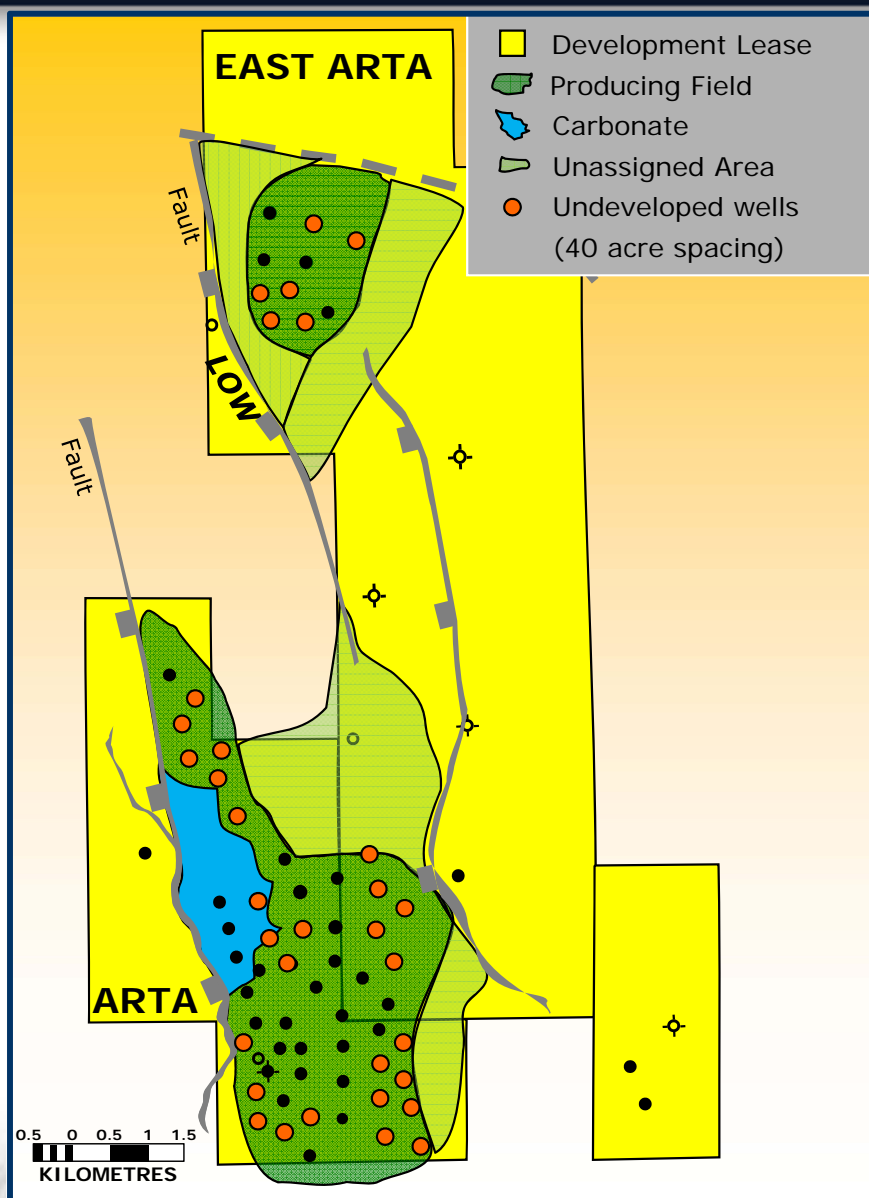 EAST ARTA
Development Lease
Producing Field
Carbonate
Unassigned Area
Undeveloped wells
(40 acre spacing)
Fault
LOW
Fault
ARTA
0.5 0 0.5 1 1.5
KILOMETRES